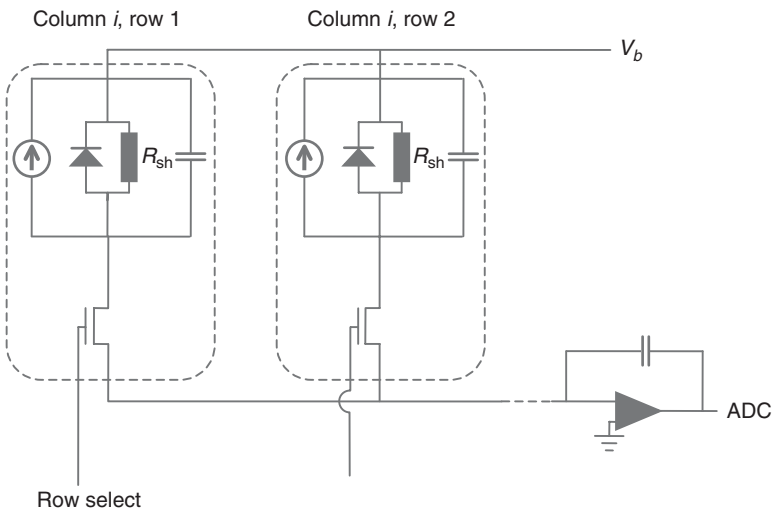 Column i, row 1
Column i, row 2
V_b
R_sh
R_sh
ADC
Row select